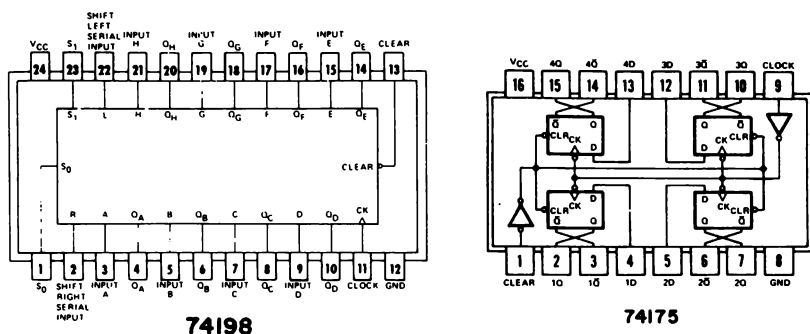 SHIFT
LEFT
SERIAL
INPUT
VCC S1 INPUT H QH INPUT G QG INPUT F QF INPUT E QE CLEAR
24 23 22 21 20 19 18 17 16 15 14 13
S1 L H QH G QG F QF E QE
S0 CLEAR
R A QA B QB C QC D QD CK
1 2 3 4 5 6 7 8 9 10 11 12
S0 SHIFT RIGHT SERIAL INPUT INPUT A QA INPUT B QB INPUT C QC INPUT D QD CLOCK GND
74198
VCC 4Q 4Q̅ 4D 3D 3Q̅ 3Q CLOCK
16 15 14 13 12 11 10 9
Q̅ Q Q Q̅
CLR CK D D CK CLR
CLR CK D D CK CLR
Q Q̅ Q̅ Q
1 2 3 4 5 6 7 8
CLEAR 1Q 1Q̅ 1D 2D 2Q̅ 2Q GND
74175